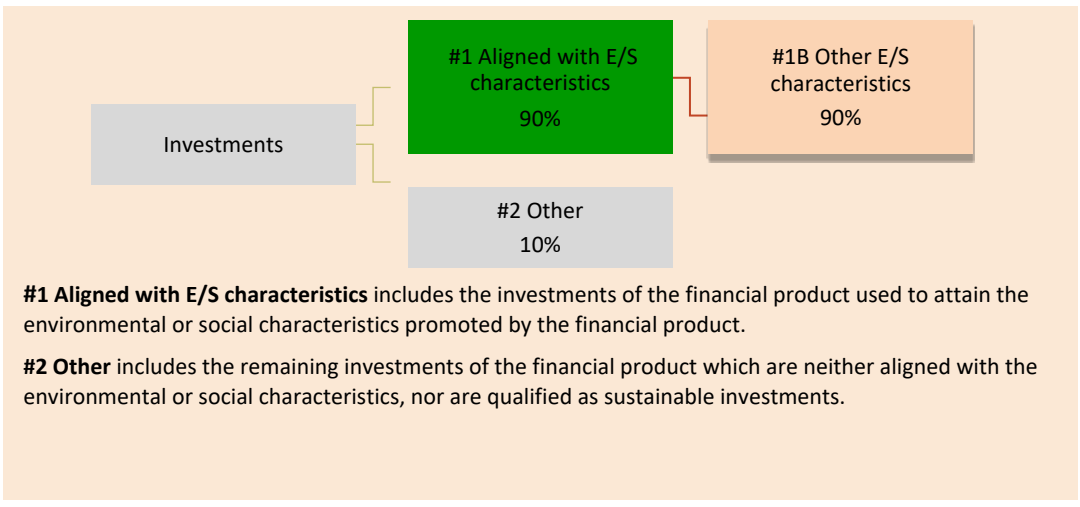 #1 Aligned with E/S
characteristics
90%
#1B Other E/S
characteristics
90%
Investments
#2 Other
10%
#1 Aligned with E/S characteristics includes the investments of the financial product used to attain the
environmental or social characteristics promoted by the financial product.
#2 Other includes the remaining investments of the financial product which are neither aligned with the
environmental or social characteristics, nor are qualified as sustainable investments.